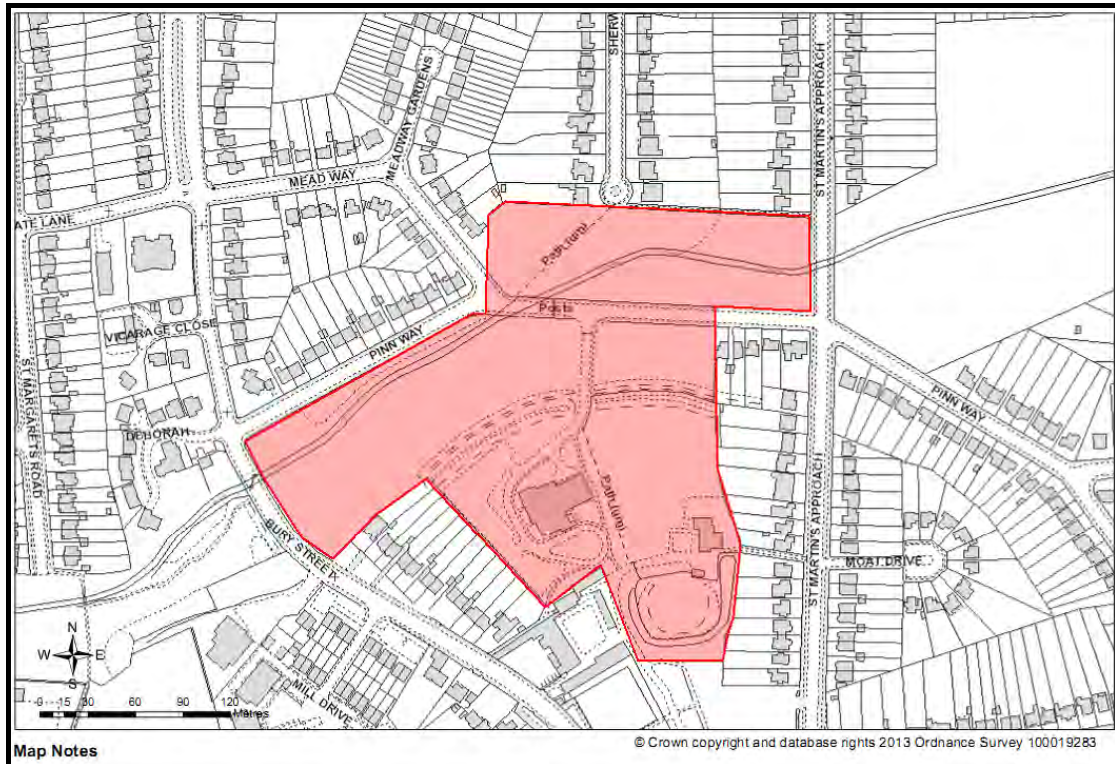 SHERW
ST MARTIN'S APPROACH
MEADWAY GARDENS
MEAD WAY
ATE LANE
Path (um)
Posts
VICARAGE CLOSE
PINN WAY
PINN WAY
DEBORAH
ST MARGARETS ROAD
Path (um)
BURY STREET
ST MARTIN'S APPROACH
MOAT DRIVE
MILL DRIVE
N
W E
S
0 15 30 60 90 120
Metres
Map Notes
© Crown copyright and database rights 2013 Ordnance Survey 100019283